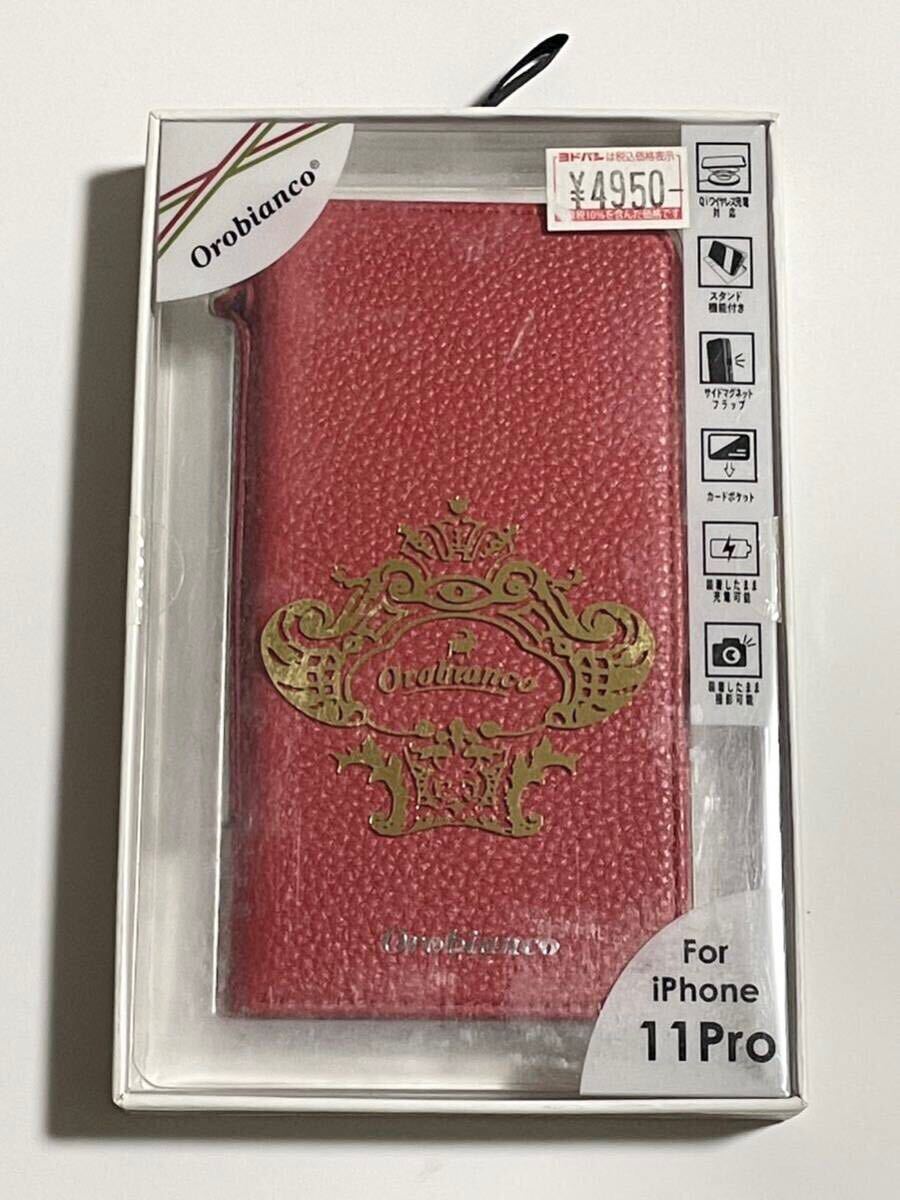 Orobianco®
ヨドバシは税込価格表示
¥4950-
税10%を含んだ価格です
Qiワイヤレス充電
対応
スタンド
機能付き
サイドマグネット
フラップ
カードポケット
装着したまま
充電可能
装着したまま
撮影可能
Orobianco
Orobianco
For
iPhone
11Pro